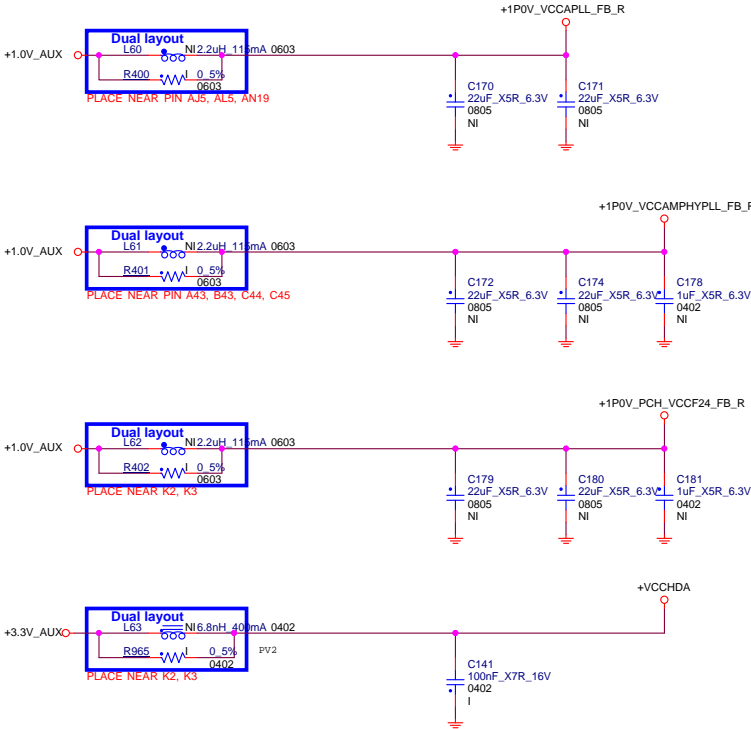 +1P0V_VCCAPLL_FB_R
Dual layout
+1.0V_AUX
L60 NI 2.2uH_115mA 0603
R400 I 0_5%
0603
PLACE NEAR PIN AJ5, AL5, AN19
C170
22uF_X5R_6.3V
0805
NI
C171
22uF_X5R_6.3V
0805
NI
+1P0V_VCCAMPHYPLL_FB_R
Dual layout
+1.0V_AUX
L61 NI 2.2uH_115mA 0603
R401 I 0_5%
0603
PLACE NEAR PIN A43, B43, C44, C45
C172
22uF_X5R_6.3V
0805
NI
C174
22uF_X5R_6.3V
0805
NI
C178
1uF_X5R_6.3V
0402
NI
+1P0V_PCH_VCCF24_FB_R
Dual layout
+1.0V_AUX
L62 NI 2.2uH_115mA 0603
R402 I 0_5%
0603
PLACE NEAR K2, K3
C179
22uF_X5R_6.3V
0805
NI
C180
22uF_X5R_6.3V
0805
NI
C181
1uF_X5R_6.3V
0402
NI
+VCCHDA
Dual layout
+3.3V_AUX
L63 NI 6.8nH_400mA 0402
R965 I 0_5% PV2
0402
PLACE NEAR K2, K3
C141
100nF_X7R_16V
0402
I